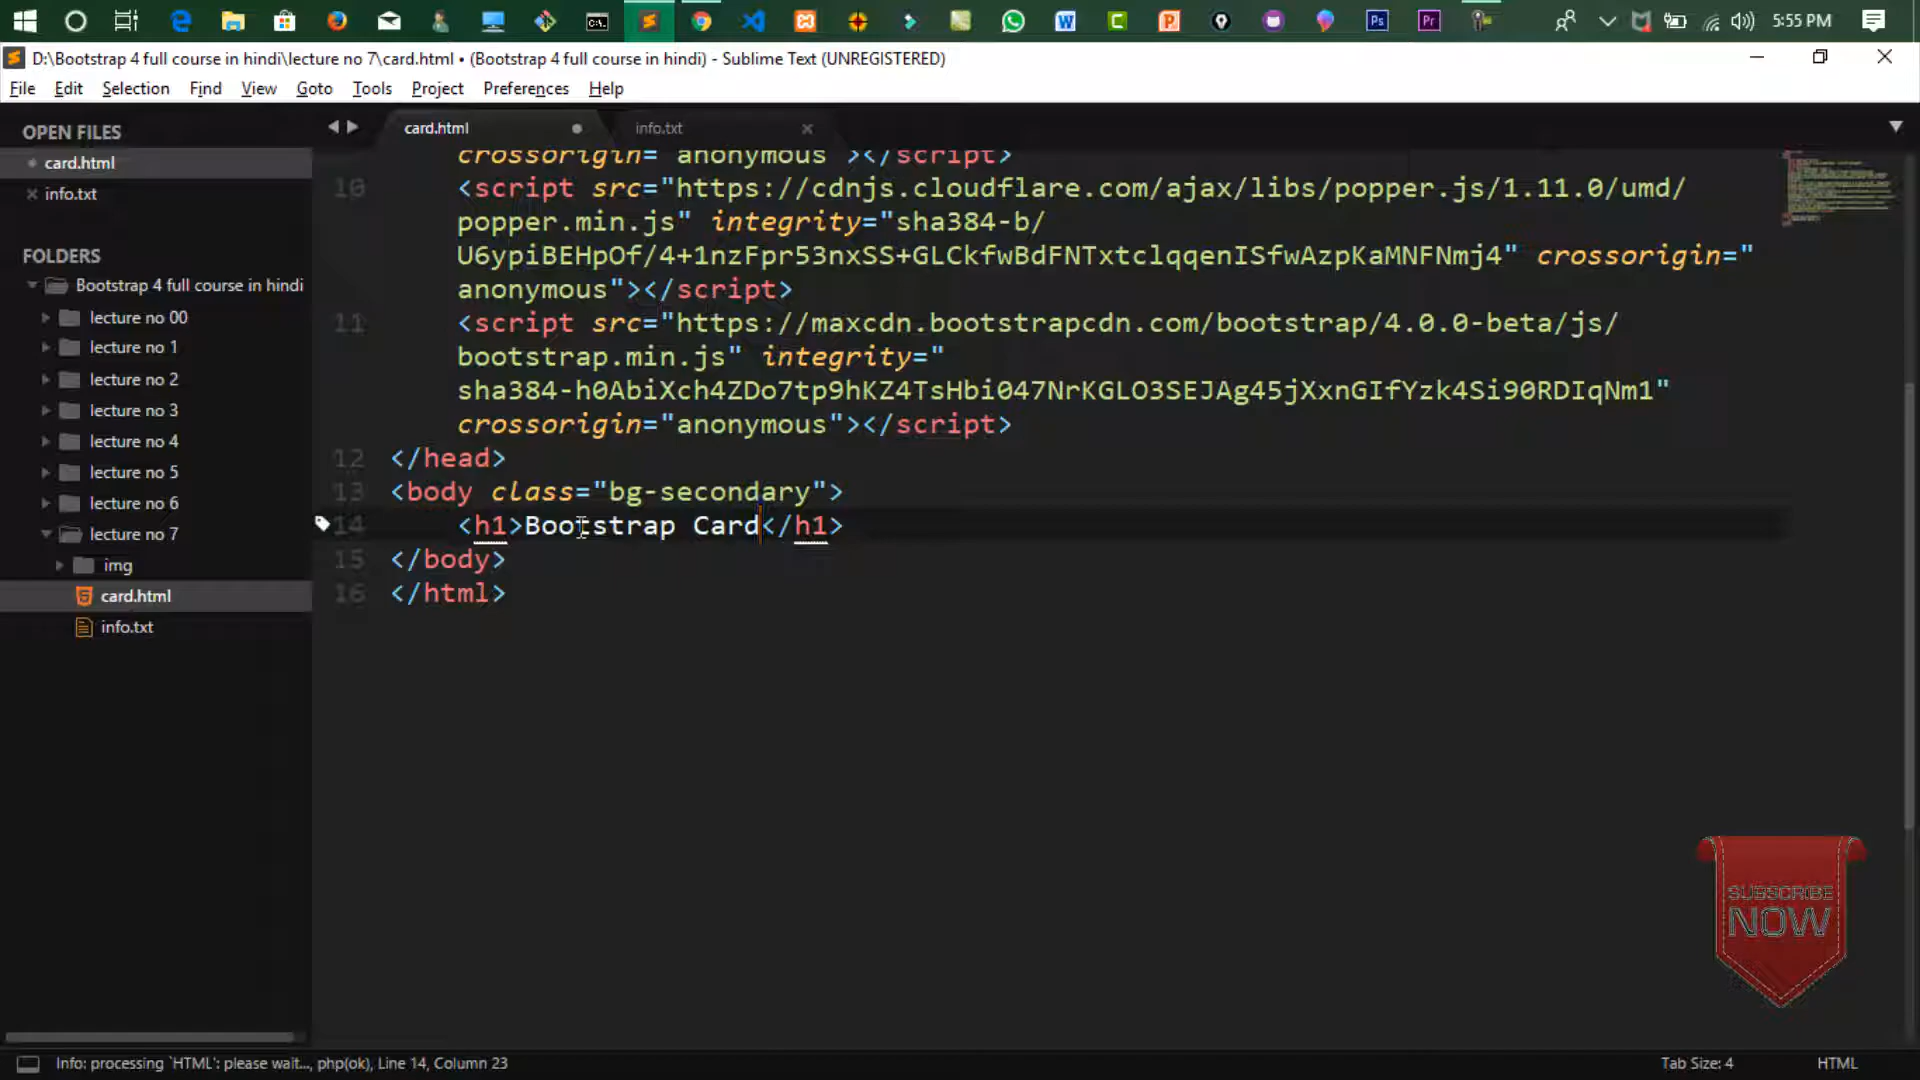 5:55 PM
D:\Bootstrap 4 full course in hindi\lecture no 7\card.html • (Bootstrap 4 full course in hindi) - Sublime Text (UNREGISTERED)
File Edit Selection Find View Goto Tools Project Preferences Help
OPEN FILES
card.html
info.txt
FOLDERS
Bootstrap 4 full course in hindi
lecture no 00
lecture no 1
lecture no 2
lecture no 3
lecture no 4
lecture no 5
lecture no 6
lecture no 7
img
card.html
info.txt
card.html
info.txt
crossorigin="anonymous"></script>
10 <script src="https://cdnjs.cloudflare.com/ajax/libs/popper.js/1.11.0/umd/
popper.min.js" integrity="sha384-b/
U6ypiBEHpOf/4+1nzFpr53nxSS+GLCkfwBdFNTxtclqqenISfwAzpKaMNFNmj4" crossorigin="
anonymous"></script>
11 <script src="https://maxcdn.bootstrapcdn.com/bootstrap/4.0.0-beta/js/
bootstrap.min.js" integrity="
sha384-h0AbiXch4ZDo7tp9hKZ4TsHbi047NrKGLO3SEJAg45jXxnGIfYzk4Si90RDIqNm1"
crossorigin="anonymous"></script>
12 </head>
13 <body class="bg-secondary">
14 <h1>Bootstrap Card</h1>
15 </body>
16 </html>
SUBSCRIBE
NOW
Info: processing `HTML': please wait..., php(ok), Line 14, Column 23
Tab Size: 4
HTML